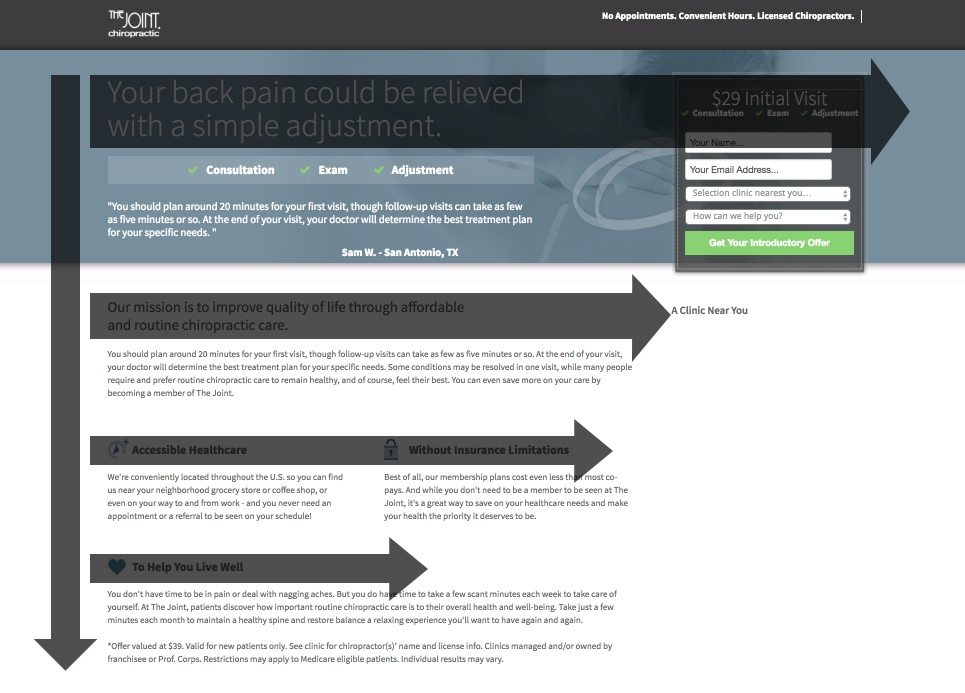 THE JOINT
chiropractic
No Appointments. Convenient Hours. Licensed Chiropractors.
Your back pain could be relieved
with a simple adjustment.
Consultation Exam Adjustment
"You should plan around 20 minutes for your first visit, though follow-up visits can take as few
as five minutes or so. At the end of your visit, your doctor will determine the best treatment plan
for your specific needs. "
Sam W. - San Antonio, TX
$29 Initial Visit
Consultation Exam Adjustment
Your Name...
Your Email Address...
Selection clinic nearest you...
How can we help you?
Get Your Introductory Offer
Our mission is to improve quality of life through affordable
and routine chiropractic care.
A Clinic Near You
You should plan around 20 minutes for your first visit, though follow-up visits can take as few as five minutes or so. At the end of your visit,
your doctor will determine the best treatment plan for your specific needs. Some conditions may be resolved in one visit, while many people
require and prefer routine chiropractic care to remain healthy, and of course, feel their best. You can even save more on your care by
becoming a member of The Joint.
Accessible Healthcare
We're conveniently located throughout the U.S. so you can find
us near your neighborhood grocery store or coffee shop, or
even on your way to and from work - and you never need an
appointment or a referral to be seen on your schedule!
Without Insurance Limitations
Best of all, our membership plans cost even less than most co-
pays. And while you don't need to be a member to be seen at The
Joint, it's a great way to save on your healthcare needs and make
your health the priority it deserves to be.
To Help You Live Well
You don't have time to be in pain or deal with nagging aches. But you do have time to take a few scant minutes each week to take care of
yourself. At The Joint, patients discover how important routine chiropractic care is to their overall health and well-being. Take just a few
minutes each month to maintain a healthy spine and restore balance a relaxing experience you'll want to have again and again.
*Offer valued at $39. Valid for new patients only. See clinic for chiropractor(s)' name and license info. Clinics managed and/or owned by
franchisee or Prof. Corps. Restrictions may apply to Medicare eligible patients. Individual results may vary.